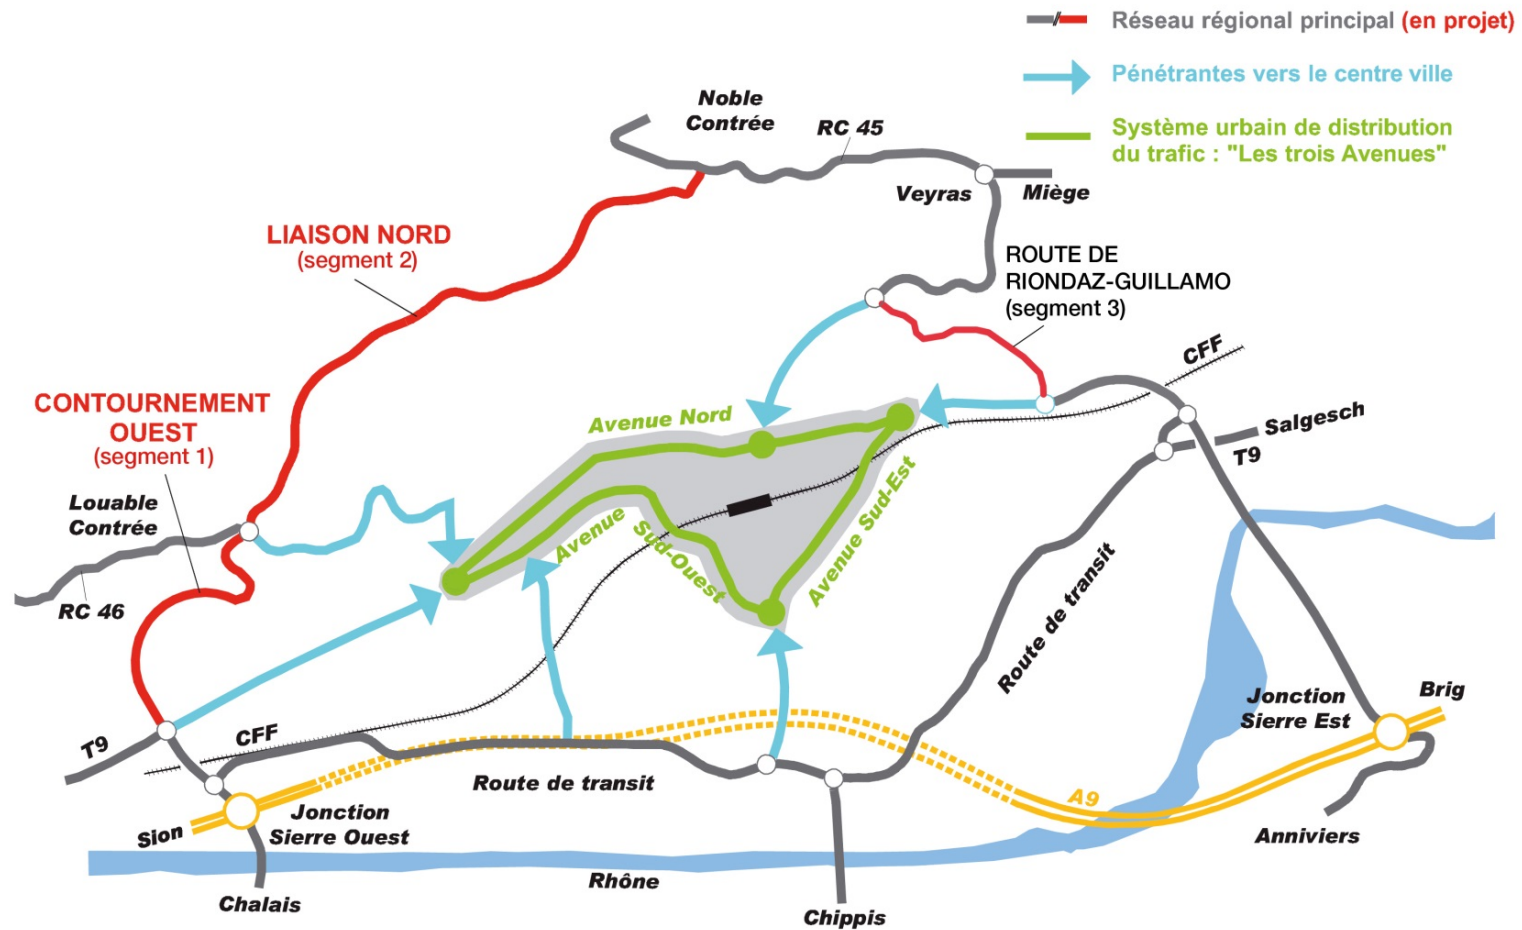 Réseau régional principal (en projet)
Pénétrantes vers le centre ville
Système urbain de distribution
du trafic : "Les trois Avenues"
Noble
Contrée
RC 45
Veyras
Miège
LIAISON NORD
(segment 2)
ROUTE DE
RIONDAZ-GUILLAMO
(segment 3)
CFF
CONTOURNEMENT
OUEST
(segment 1)
Avenue Nord
Salgesch
T9
Louable
Contrée
Avenue
Sud-Ouest
Avenue Sud-Est
RC 46
Route de transit
Jonction
Sierre Est
Brig
T9
CFF
Route de transit
A9
Jonction
Sierre Ouest
Sion
Anniviers
Rhône
Chalais
Chippis